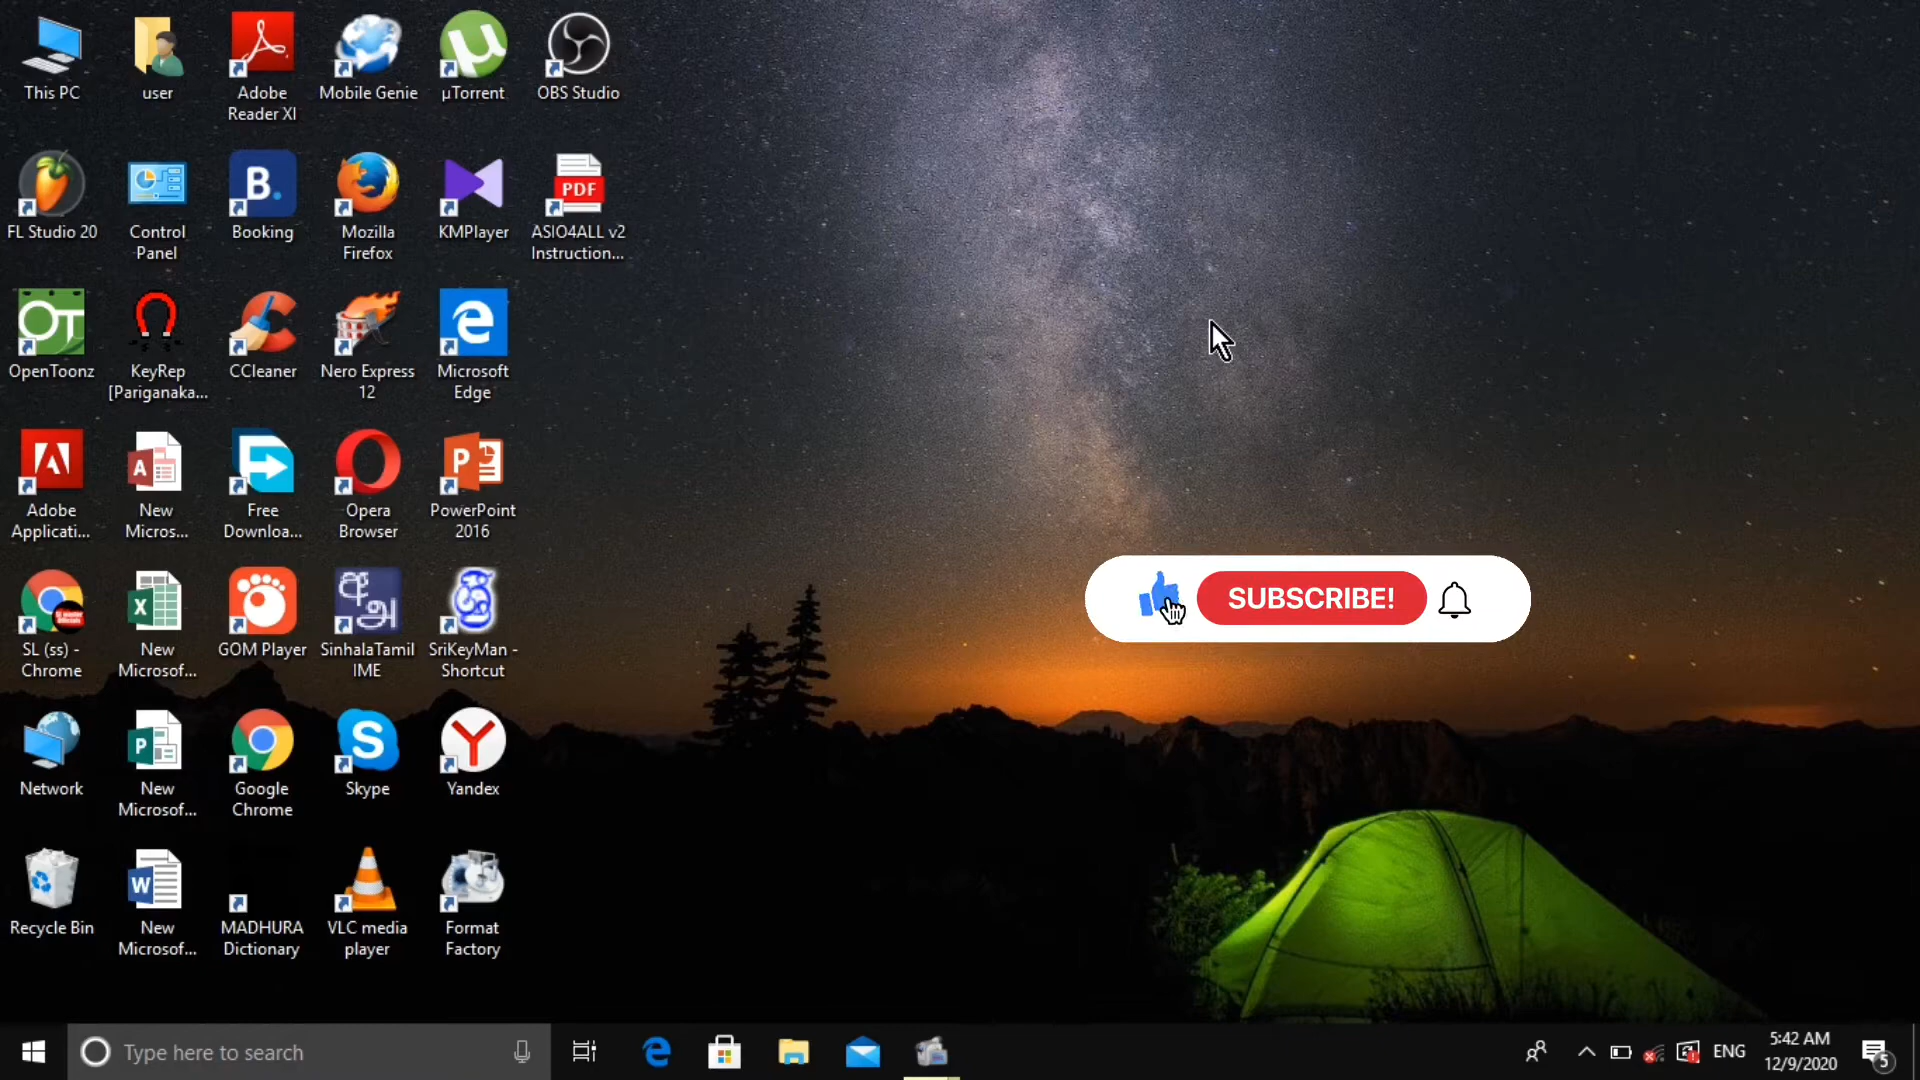 This PC
user
Adobe
Reader XI
Mobile Genie
µTorrent
OBS Studio
FL Studio 20
Control
Panel
B.
Booking
Mozilla
Firefox
KMPlayer
PDF
ASIO4ALL v2
Instruction...
OT
OpenToonz
KeyRep
[Pariganaka...
CCleaner
Nero Express
12
Microsoft
Edge
Adobe
Applicati...
A
New
Micros...
Free
Downloa...
Opera
Browser
P
PowerPoint
2016
SL (ss) -
Chrome
X
New
Microsof...
GOM Player
අ
அ
SinhalaTamil
IME
SriKeyMan -
Shortcut
SUBSCRIBE!
Network
P
New
Microsof...
Google
Chrome
S
Skype
Y
Yandex
Recycle Bin
W
New
Microsof...
MADHURA
Dictionary
VLC media
player
Format
Factory
Type here to search
ENG
5:42 AM
12/9/2020
5